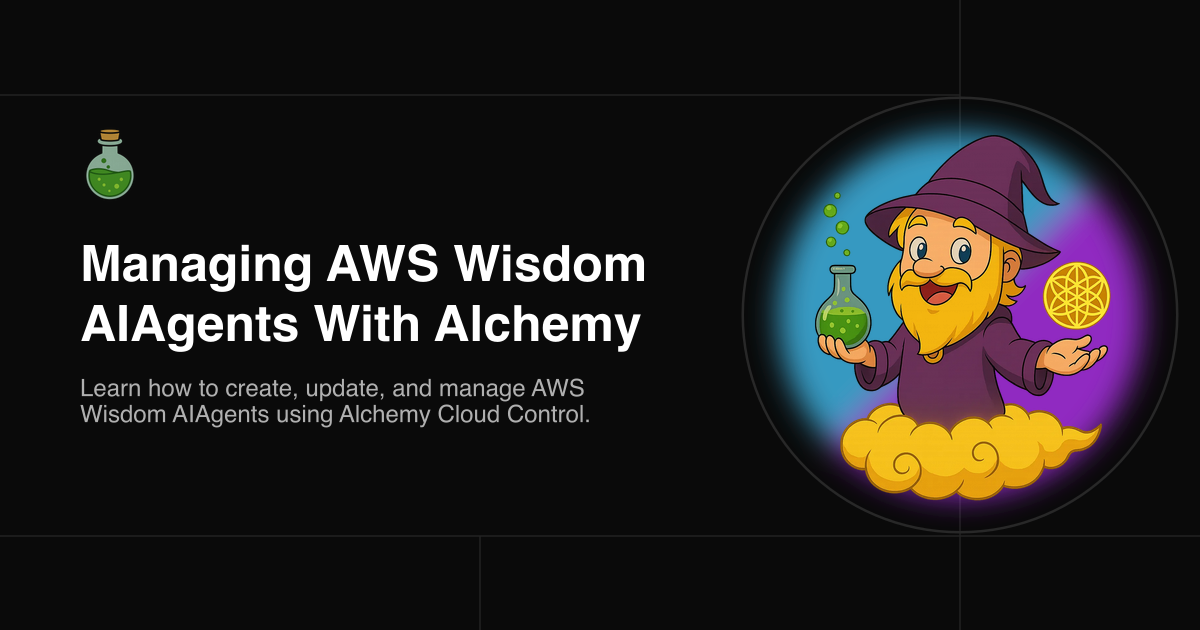 Managing AWS Wisdom
AIAgents With Alchemy
Learn how to create, update, and manage AWS
Wisdom AIAgents using Alchemy Cloud Control.